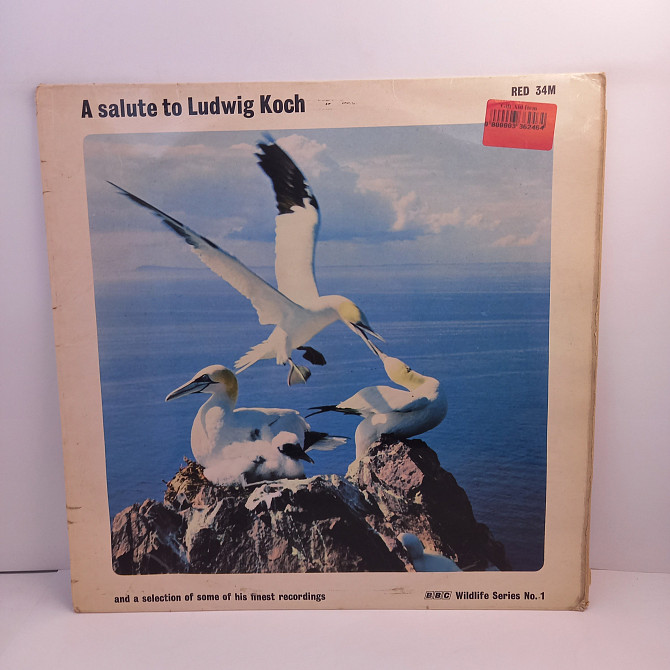 A salute to Ludwig Koch
RED 34M
and a selection of some of his finest recordings
BBC Wildlife Series No. 1